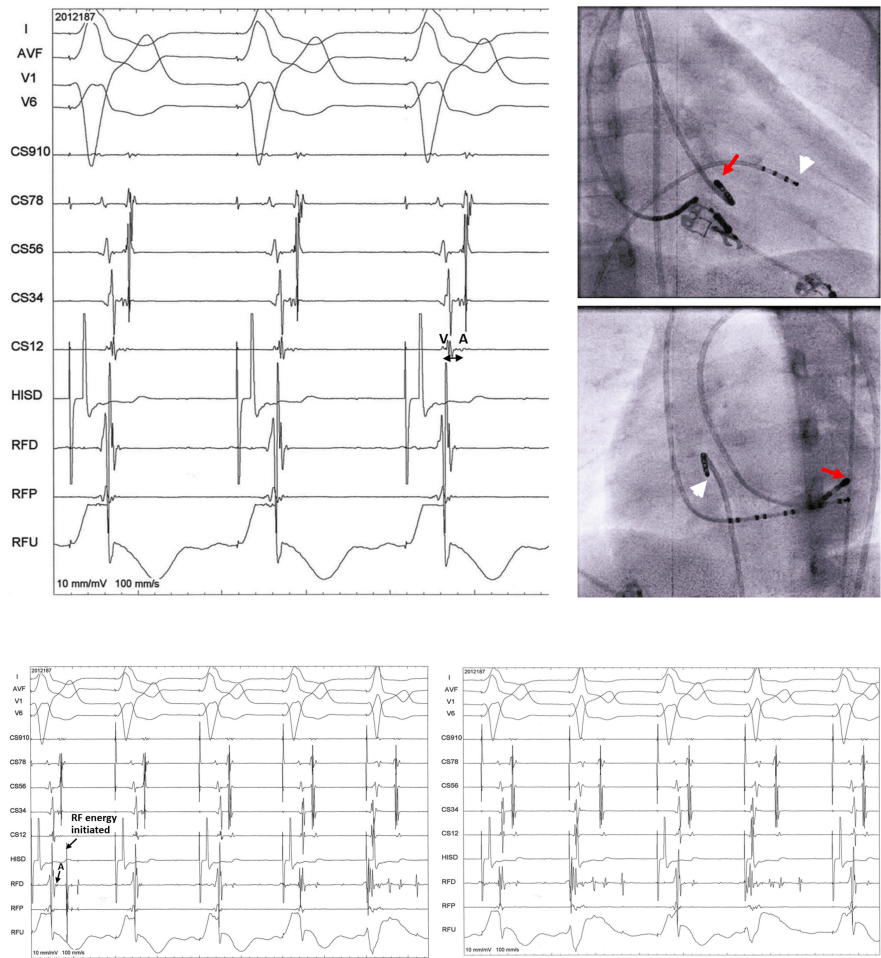 2012187
I
AVF
V1
V6
CS910
CS78
CS56
CS34
CS12
V A
HISD
RFD
RFP
RFU
10 mm/mV 100 mm/s
2012187
I
AVF
V1
V6
CS910
CS78
CS56
CS34
RF energy
initiated
CS12
HISD
A
RFD
RFP
RFU
10 mm/mV 100 mm/s
2012187
I
AVF
V1
V6
CS910
CS78
CS56
CS34
CS12
HISD
RFD
RFP
RFU
10 mm/mV 100 mm/s